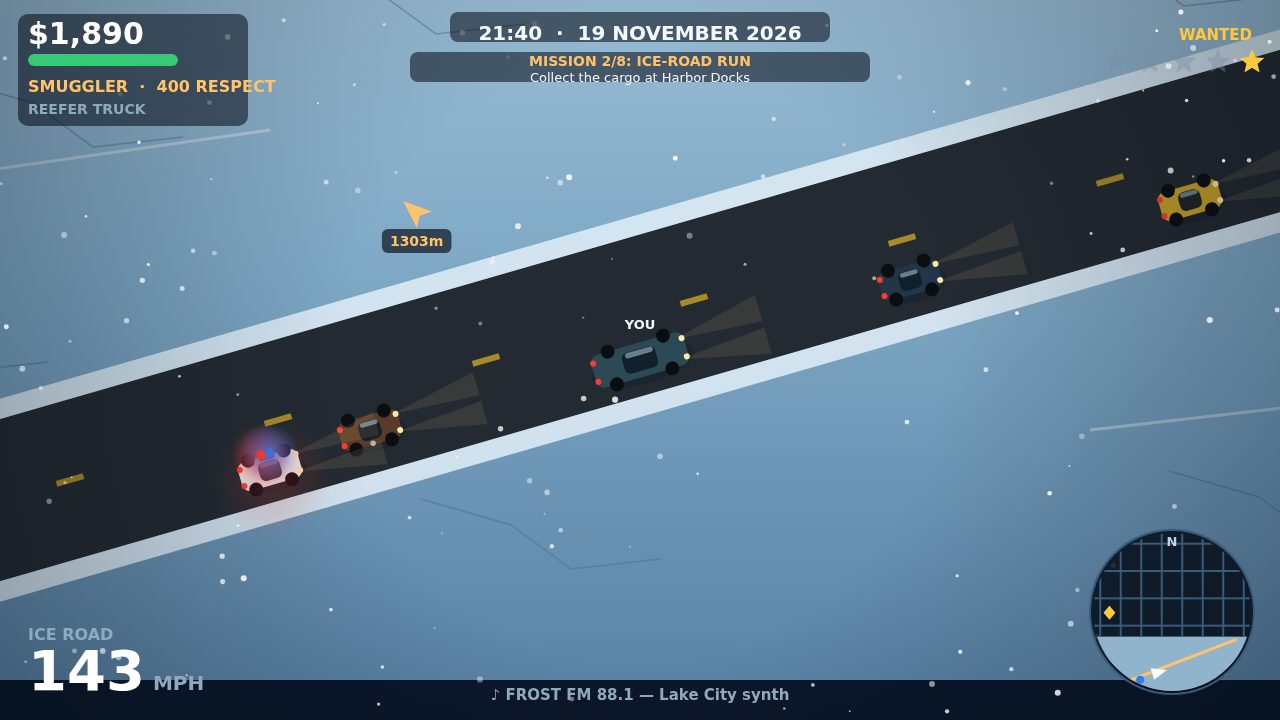 $1,890
SMUGGLER · 400 RESPECT
REEFER TRUCK
21:40 · 19 NOVEMBER 2026
MISSION 2/8: ICE-ROAD RUN
Collect the cargo at Harbor Docks
WANTED
1303m
YOU
N
ICE ROAD
143 MPH
♪ FROST FM 88.1 — Lake City synth